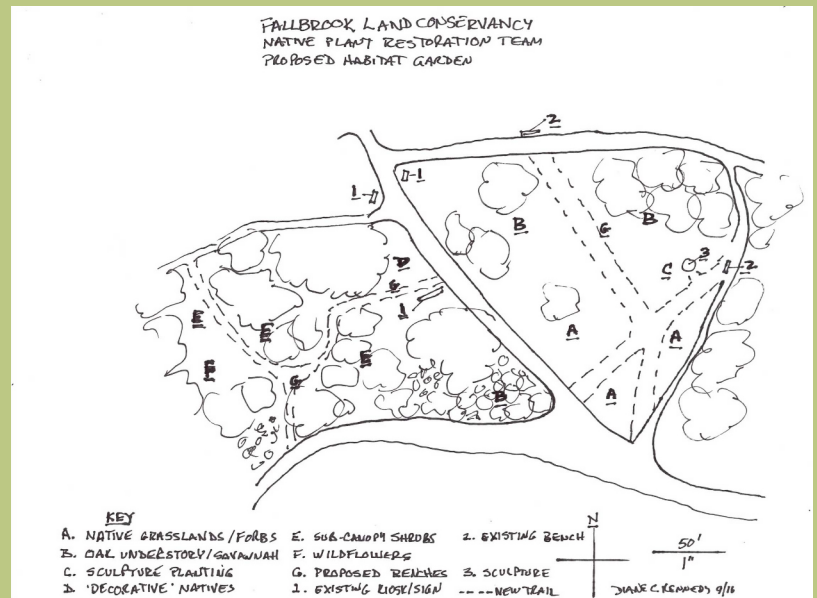 FALLBROOK LAND CONSERVANCY
NATIVE PLANT RESTORATION TEAM
PROPOSED HABITAT GARDEN
2
1
1
B
B
G
D
3
C
2
G
1
E
E
A
A
E
E
G
B
A
KEY
A. NATIVE GRASSLANDS/FORBS
B. OAK UNDERSTORY/SAVANNAH
C. SCULPTURE PLANTING
D 'DECORATIVE' NATIVES
E. SUB-CANOPY SHRUBS
F. WILDFLOWERS
G. PROPOSED BENCHES
1. EXISTING KIOSK/SIGN
2. EXISTING BENCH
3. SCULPTURE
---- NEW TRAIL
N
50'
1"
DIANE C KENNEDY 9/16